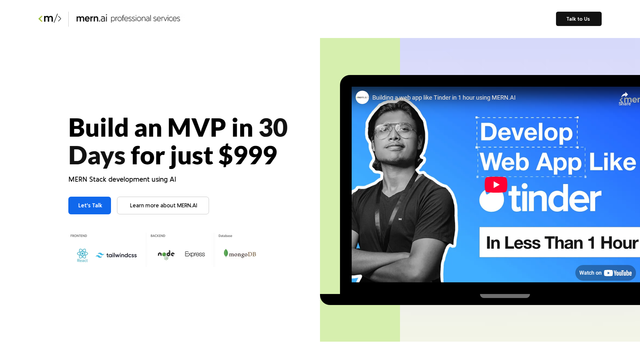 <m/> mern.ai professional services
Talk to Us
Build an MVP in 30
Days for just $999
MERN Stack development using AI
Let's Talk
Learn more about MERN.AI
FRONTEND
BACKEND
Database
React
tailwindcss
node
Express
mongoDB
Building a web app like Tinder in 1 hour using MERN.AI
Share
Develop
Web App Like
tinder
In Less Than 1 Hour
Watch on YouTube